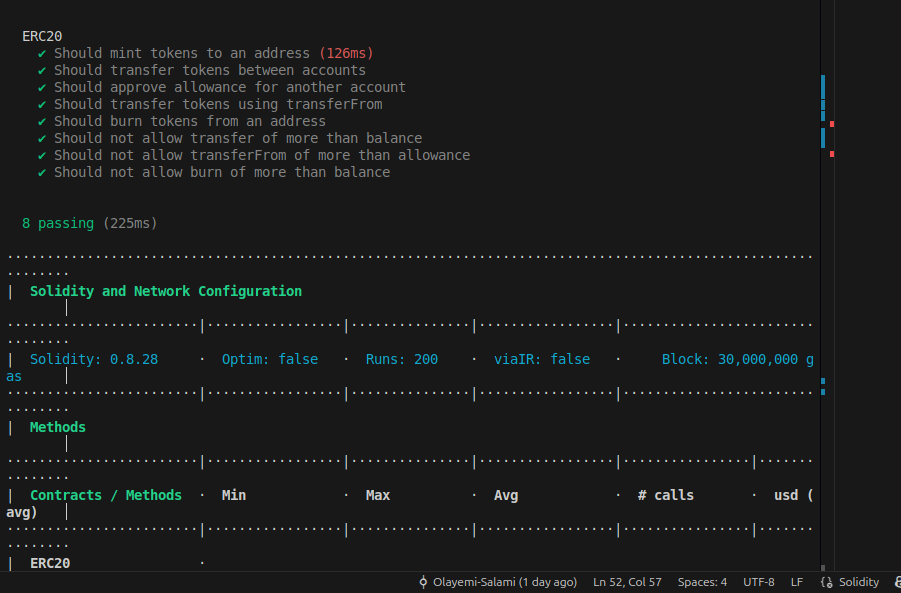 ERC20
✔ Should mint tokens to an address (126ms)
✔ Should transfer tokens between accounts
✔ Should approve allowance for another account
✔ Should transfer tokens using transferFrom
✔ Should burn tokens from an address
✔ Should not allow transfer of more than balance
✔ Should not allow transferFrom of more than allowance
✔ Should not allow burn of more than balance
8 passing (225ms)
| Solidity and Network Configuration
| Solidity: 0.8.28 · Optim: false · Runs: 200 · viaIR: false · Block: 30,000,000 g
as |
| Methods
| Contracts / Methods · Min · Max · Avg · # calls · usd (
avg) |
| ERC20 ·
Olayemi-Salami (1 day ago) Ln 52, Col 57 Spaces: 4 UTF-8 LF Solidity